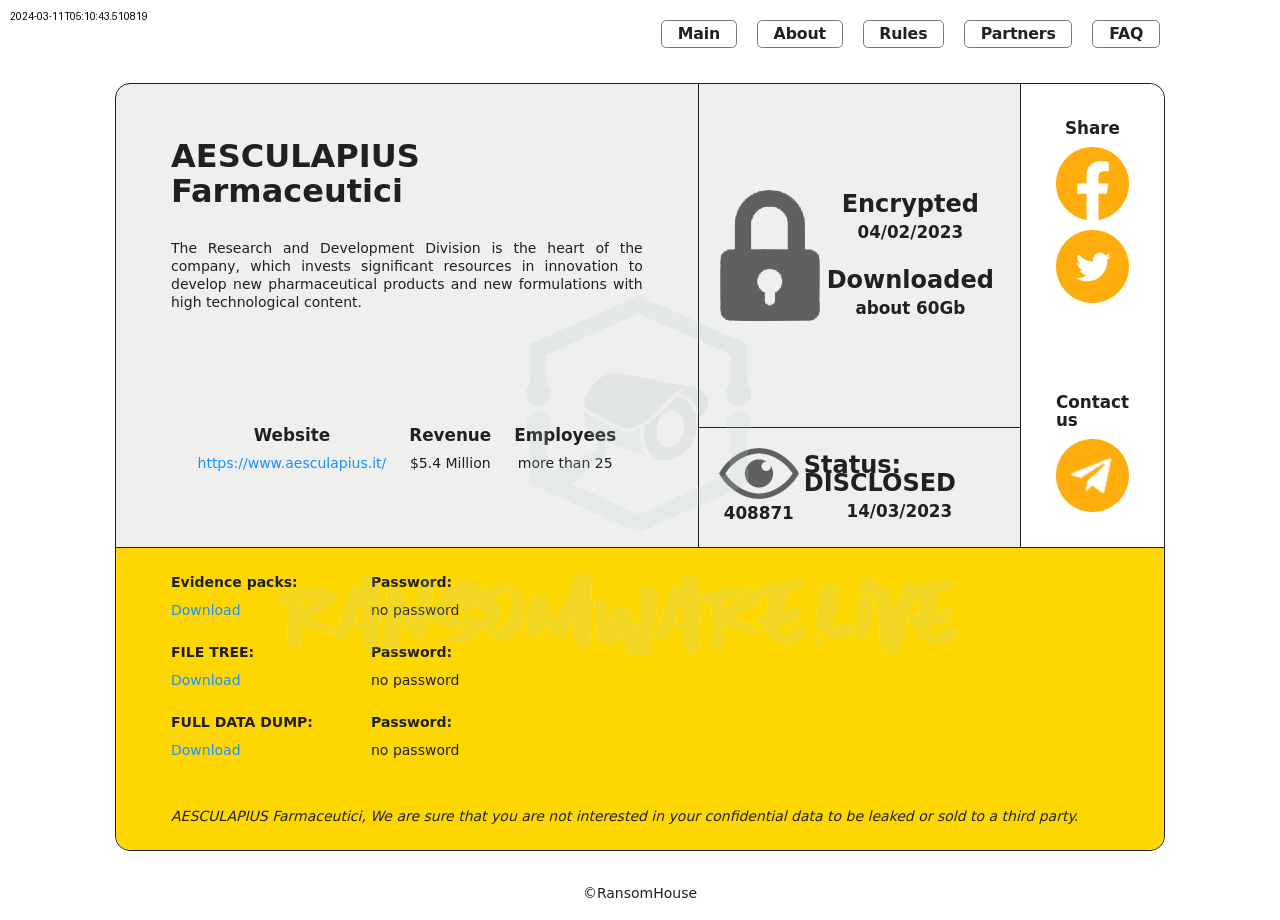 2024-03-11T05:10:43.510819
Main
About
Rules
Partners
FAQ
AESCULAPIUS
Farmaceutici
The Research and Development Division is the heart of the
company, which invests significant resources in innovation to
develop new pharmaceutical products and new formulations with
high technological content.
Website
Revenue
Employees
https://www.aesculapius.it/
$5.4 Million
more than 25
Encrypted
04/02/2023
Downloaded
about 60Gb
Status:
DISCLOSED
408871
14/03/2023
Share
Contact
us
Evidence packs:
Password:
Download
no password
FILE TREE:
Password:
Download
no password
FULL DATA DUMP:
Password:
Download
no password
RANSOMWARE.LIVE
AESCULAPIUS Farmaceutici, We are sure that you are not interested in your confidential data to be leaked or sold to a third party.
©RansomHouse